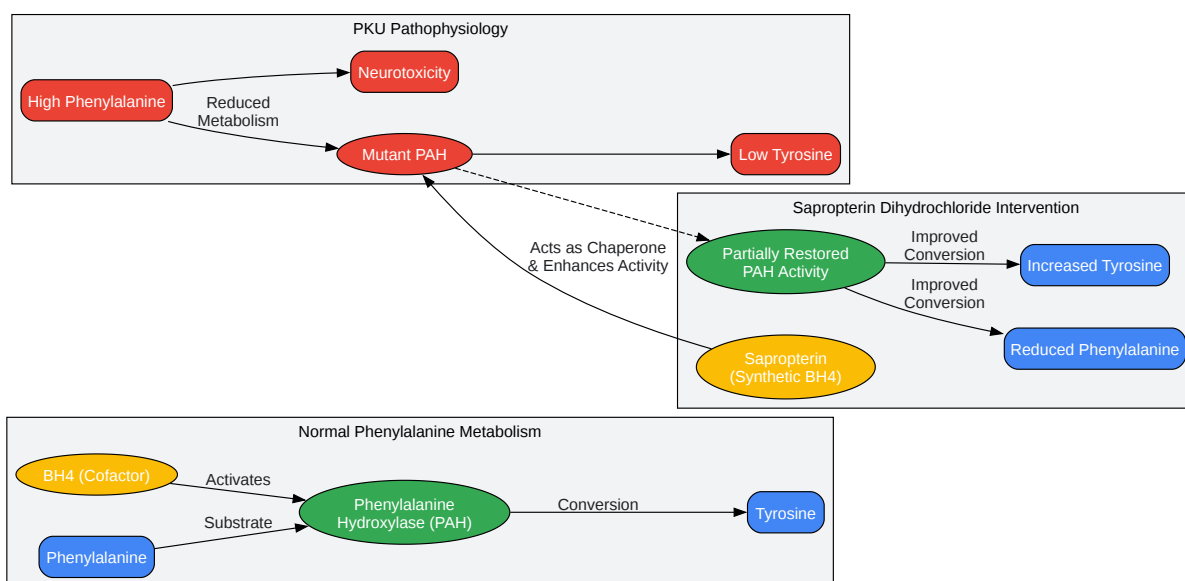 PKU Pathophysiology
Neurotoxicity
High Phenylalanine
Reduced
Metabolism
Mutant PAH
Low Tyrosine
Sapropterin Dihydrochloride Intervention
Acts as Chaperone
& Enhances Activity
Partially Restored
PAH Activity
Improved
Conversion
Increased Tyrosine
Improved
Conversion
Reduced Phenylalanine
Sapropterin
(Synthetic BH4)
Normal Phenylalanine Metabolism
BH4 (Cofactor)
Activates
Phenylalanine
Hydroxylase (PAH)
Conversion
Tyrosine
Substrate
Phenylalanine